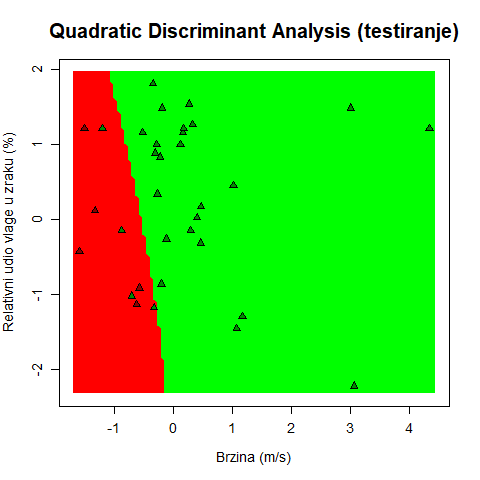 Quadratic Discriminant Analysis (testiranje)
Relativni udio vlage u zraku (%)
2
1
0
-1
-2
-1 0 1 2 3 4
Brzina (m/s)